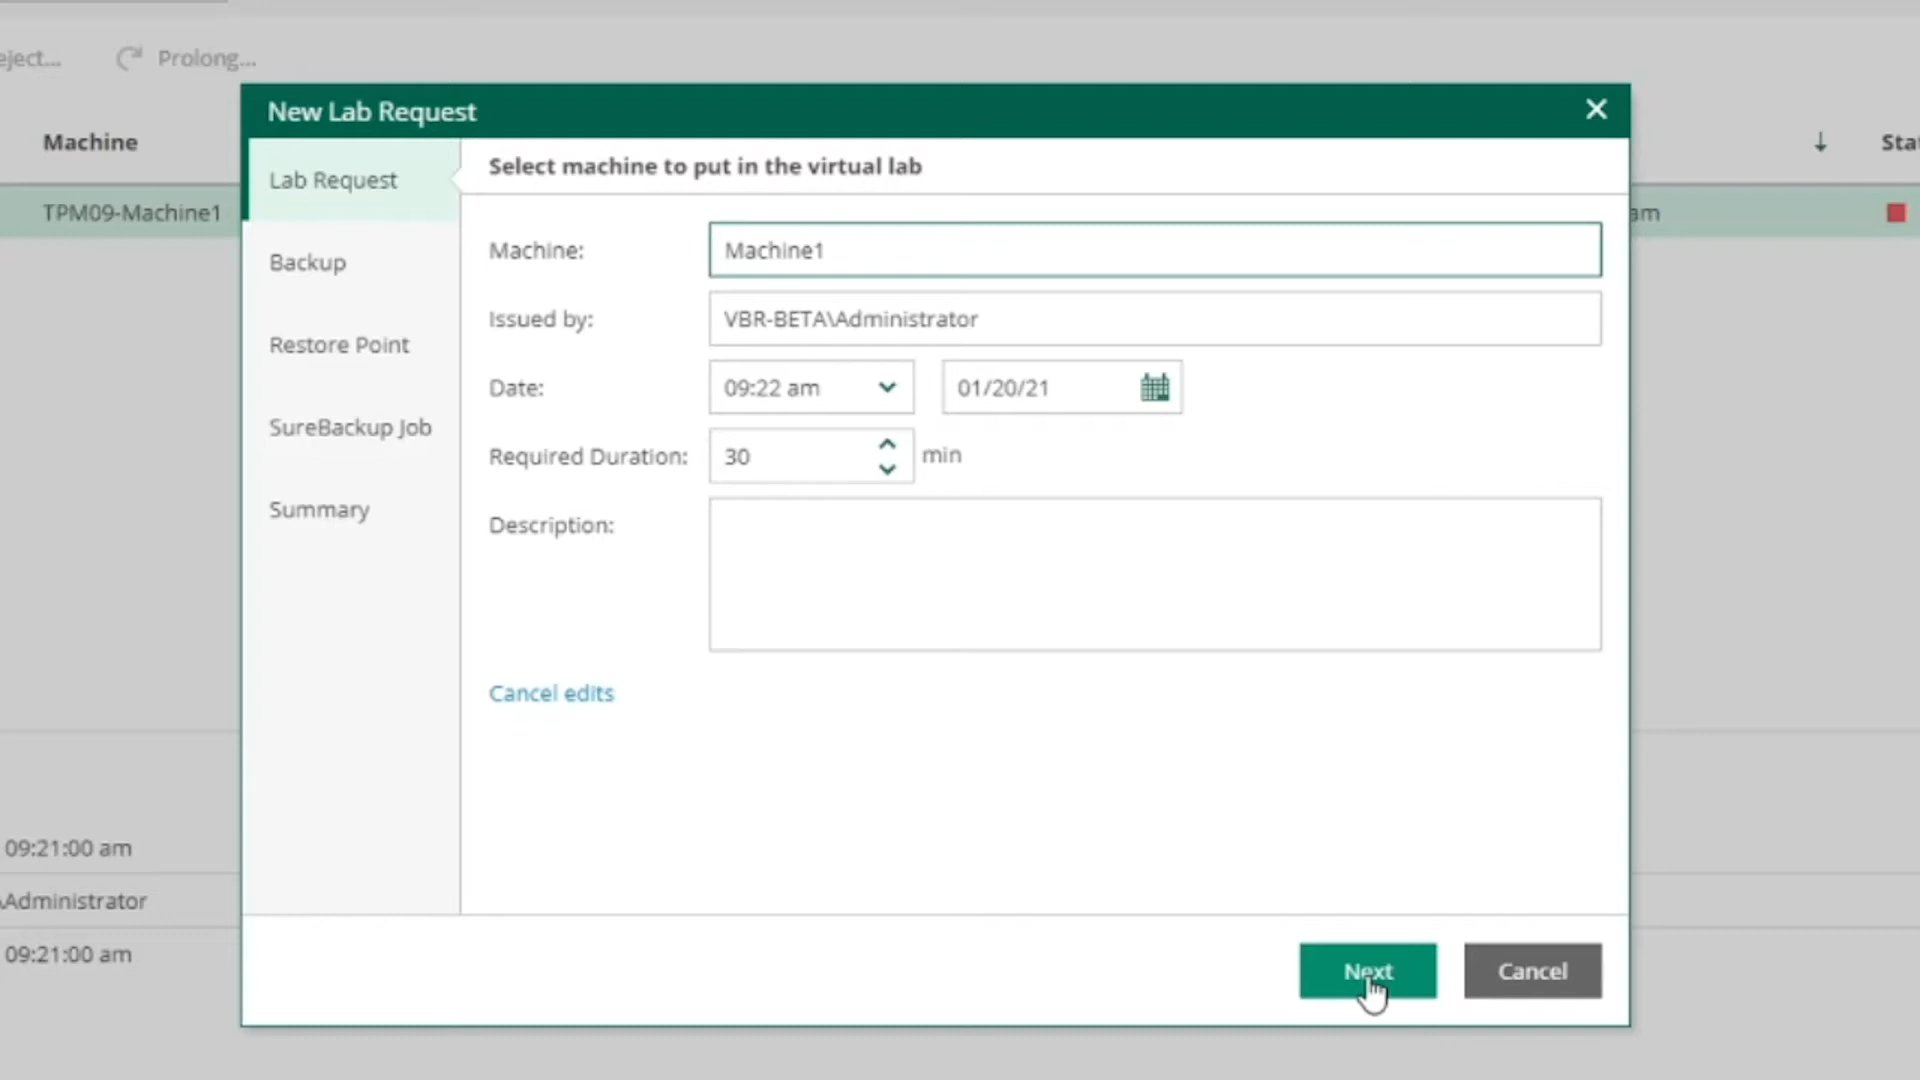 Prolong...
New Lab Request
Machine
TPM09-Machine1
am
Lab Request
Backup
Restore Point
SureBackup Job
Summary
Select machine to put in the virtual lab
Machine: Machine1
Issued by: VBR-BETA\Administrator
Date: 09:22 am 01/20/21
Required Duration: 30 min
Description:
Cancel edits
09:21:00 am
\Administrator
09:21:00 am
Next Cancel